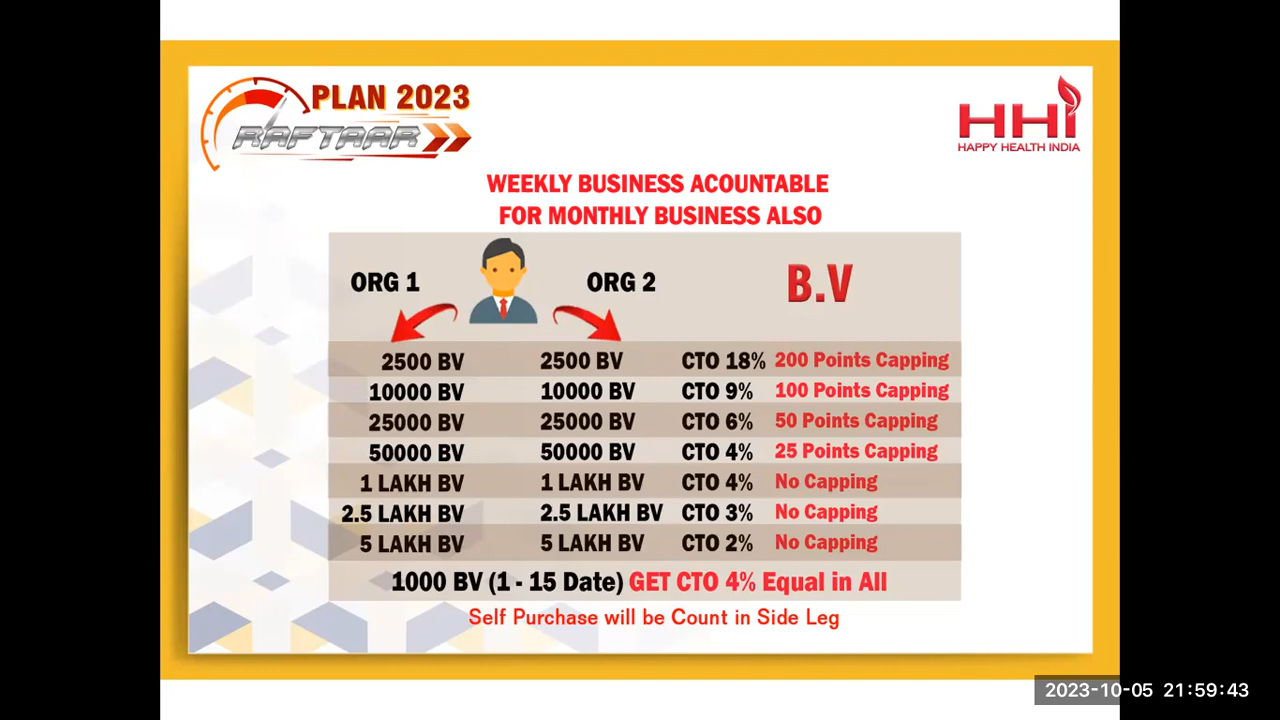 PLAN 2023
RAFTAAR
HHI
HAPPY HEALTH INDIA
WEEKLY BUSINESS ACOUNTABLE
FOR MONTHLY BUSINESS ALSO
ORG 1 ORG 2 B.V
2500 BV 2500 BV CTO 18% 200 Points Capping
10000 BV 10000 BV CTO 9% 100 Points Capping
25000 BV 25000 BV CTO 6% 50 Points Capping
50000 BV 50000 BV CTO 4% 25 Points Capping
1 LAKH BV 1 LAKH BV CTO 4% No Capping
2.5 LAKH BV 2.5 LAKH BV CTO 3% No Capping
5 LAKH BV 5 LAKH BV CTO 2% No Capping
1000 BV (1 - 15 Date) GET CTO 4% Equal in All
Self Purchase will be Count in Side Leg
2023-10-05 21:59:43